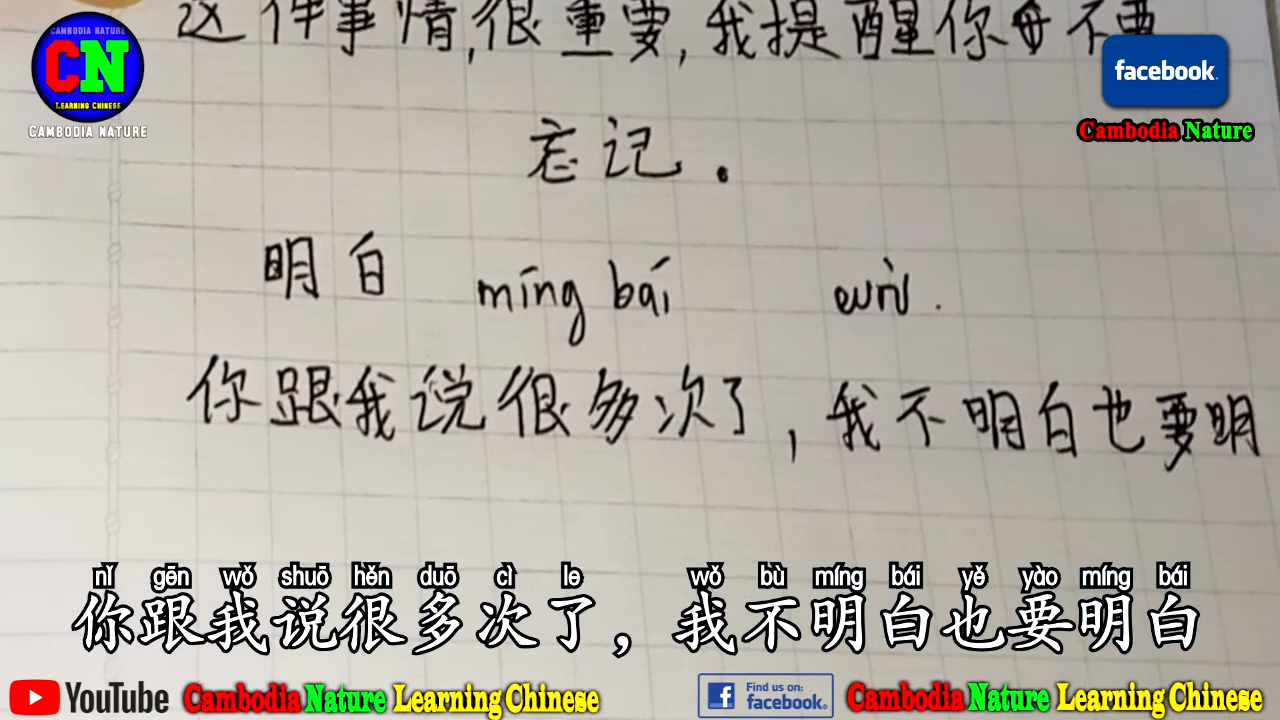 这件事情,很重要,我提醒你 不要
忘记.
明白 míng bái
你跟我说很多次了,我不明白也要明
nǐ gēn wǒ shuō hěn duō cì le wǒ bù míng bái yě yào míng bái
你跟我说很多次了，我不明白也要明白
CAMBODIA NATURE
CN
LEARNING CHINESE
CAMBODIA NATURE
facebook
Cambodia Nature
YouTube Cambodia Nature Learning Chinese
Find us on:
facebook
Cambodia Nature Learning Chinese